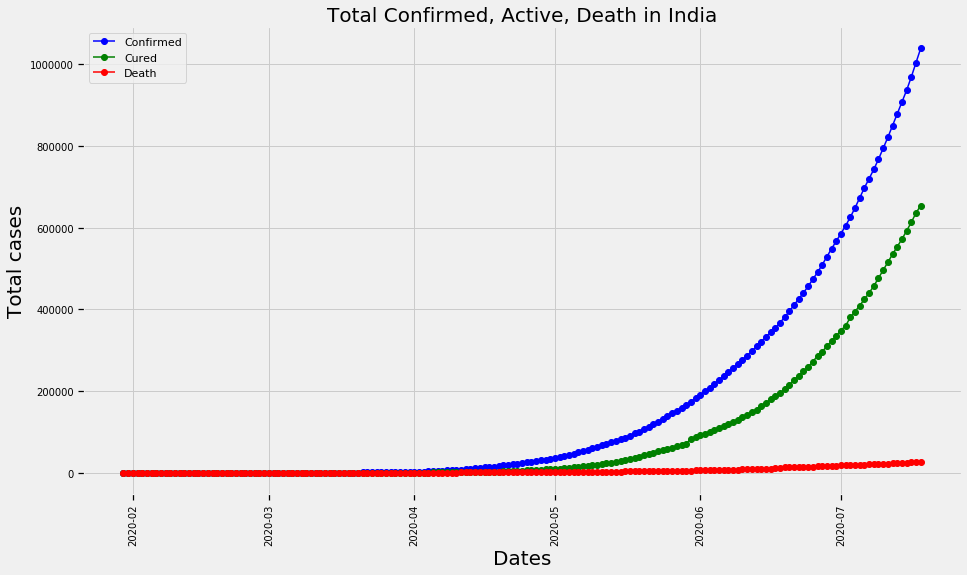 Total Confirmed, Active, Death in India
Confirmed
Cured
Death
1000000
800000
600000
400000
200000
0
Total cases
2020-02
2020-03
2020-04
2020-05
2020-06
2020-07
Dates